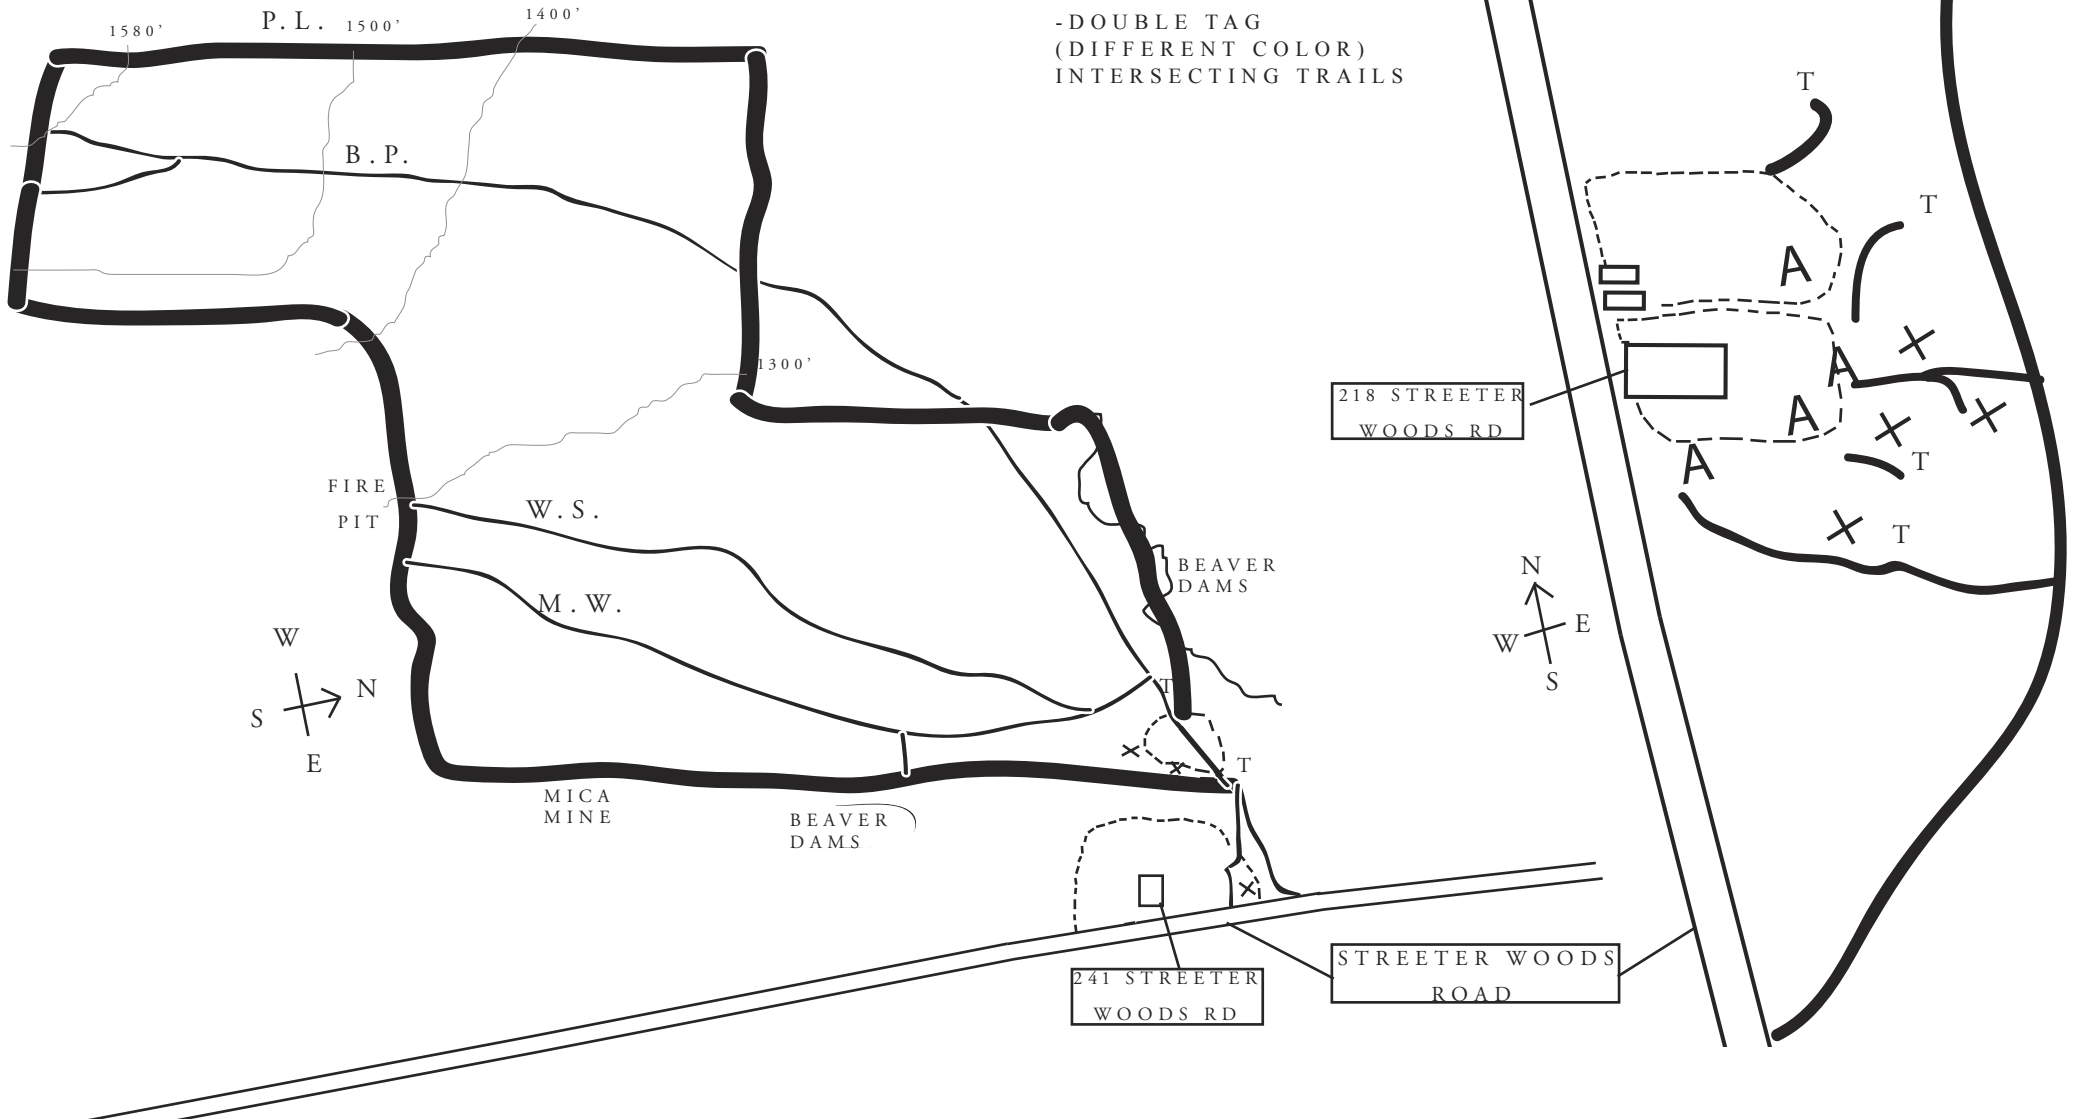 1580'
P.L.
1500'
1400'
-DOUBLE TAG
(DIFFERENT COLOR)
INTERSECTING TRAILS
T
B.P.
T
A
1300'
X
A
218 STREETER
WOODS RD
A
X
X
A
T
FIRE
PIT
W.S.
X
T
BEAVER
DAMS
N
W
E
S
M.W.
W
N
S
E
T
X
X
T
MICA
MINE
BEAVER
DAMS
X
241 STREETER
WOODS RD
STREETER WOODS
ROAD